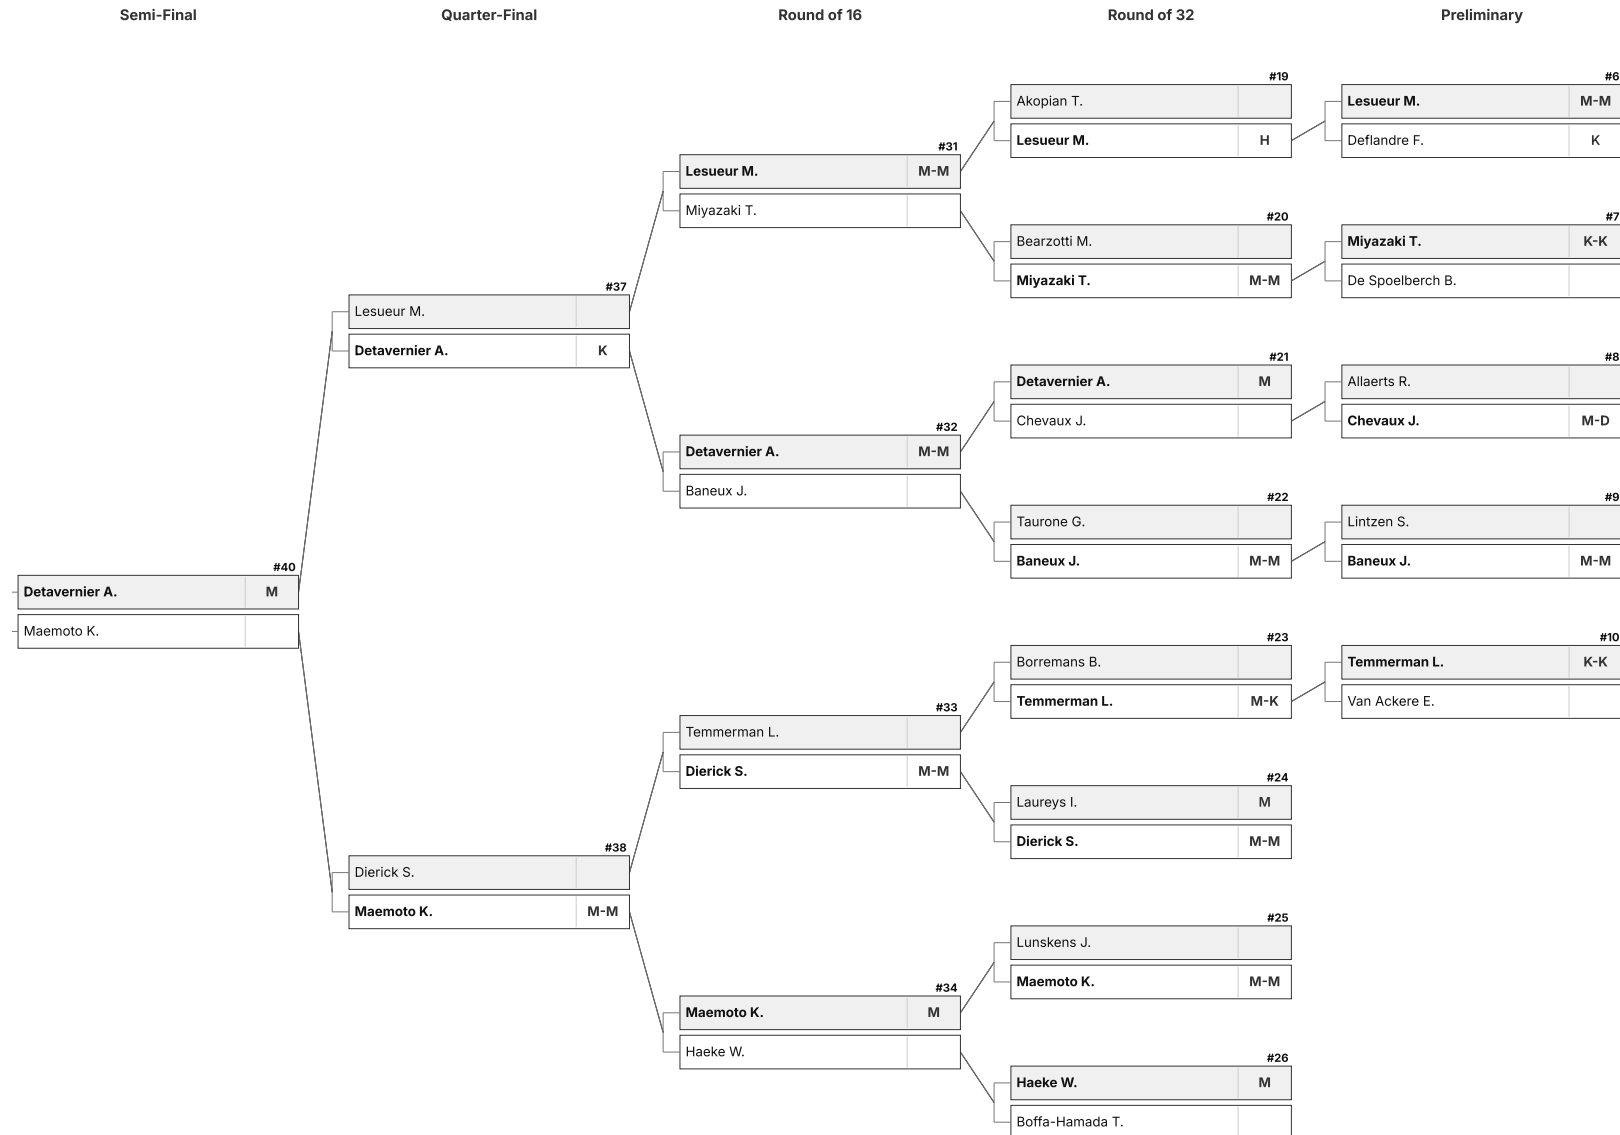 Semi-Final
Quarter-Final
Round of 16
Round of 32
Preliminary
#40
Detavernier A. M
Maemoto K.
#37
Lesueur M.
Detavernier A. K
#38
Dierick S.
Maemoto K. M-M
#31
Lesueur M. M-M
Miyazaki T.
#32
Detavernier A. M-M
Baneux J.
#33
Temmerman L.
Dierick S. M-M
#34
Maemoto K. M
Haeke W.
#19
Akopian T.
Lesueur M. H
#20
Bearzotti M.
Miyazaki T. M-M
#21
Detavernier A. M
Chevaux J.
#22
Taurone G.
Baneux J. M-M
#23
Borremans B.
Temmerman L. M-K
#24
Laureys I. M
Dierick S. M-M
#25
Lunskens J.
Maemoto K. M-M
#26
Haeke W. M
Boffa-Hamada T.
#6
Lesueur M. M-M
Deflandre F. K
#7
Miyazaki T. K-K
De Spoelberch B.
#8
Allaerts R.
Chevaux J. M-D
#9
Lintzen S.
Baneux J. M-M
#10
Temmerman L. K-K
Van Ackere E.